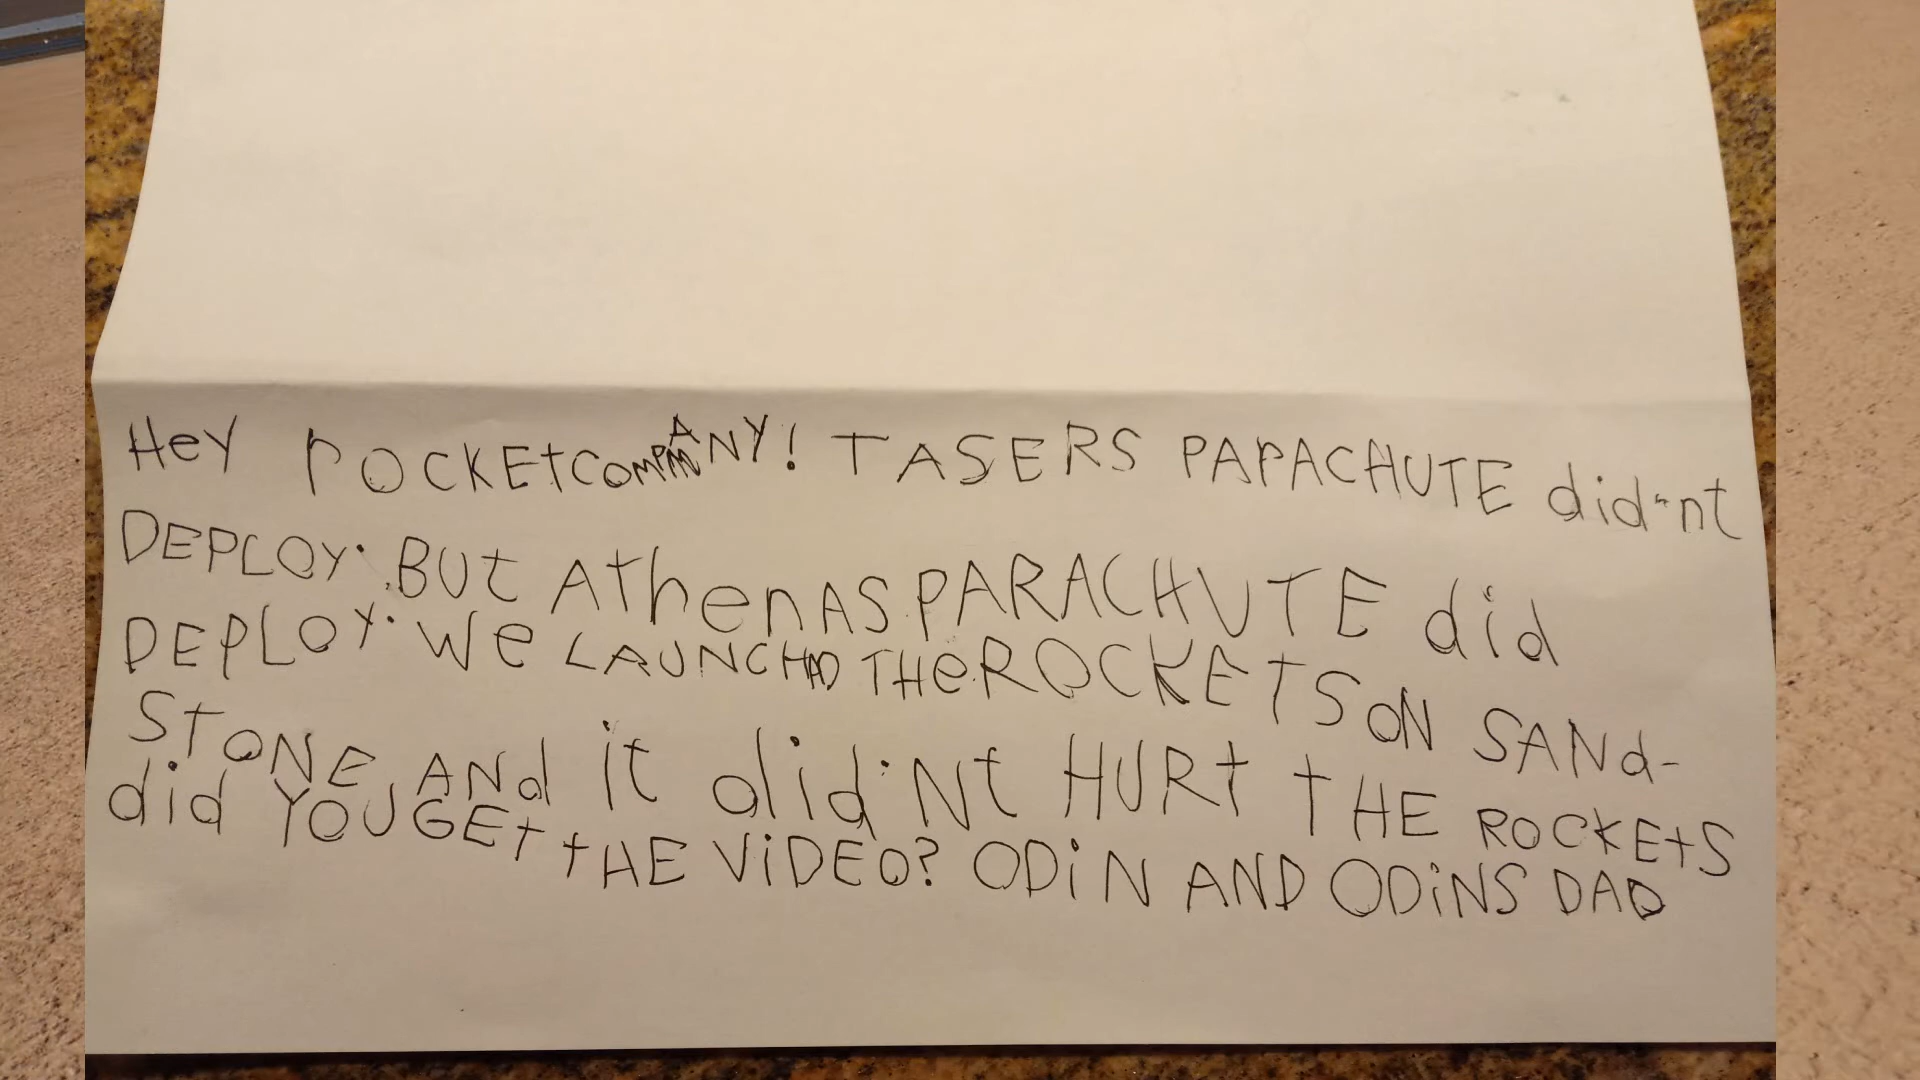 Hey rOCKEtCOMPANY! TASERS PARACHUTE did-nt
DEPLOY. BUt AthenAS PARACHUTE did
DEPLOY. We LAUNCHD THe ROCKETS ON SANd-
STONE ANd it did'Nt HURt tHE ROCKEtS
did YOU GEt tHE ViDEO? ODiN AND ODiNS DAD